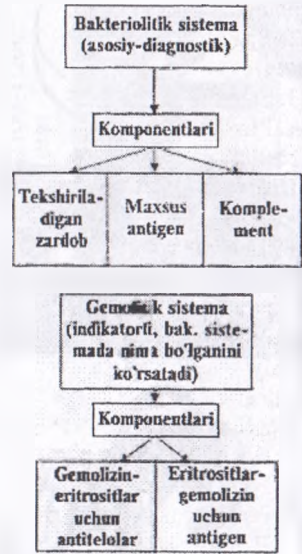 Bakteriolitik sistema
(asosiy-diagnostik)
Komponentlari
Tekshirila-
digan
zardob
Maxsus
antigen
Komple-
ment
Gemolitik sistema
(indikatorli, bak. siste-
mada nima bo'lganini
ko'rsatadi)
Komponentlari
Gemolizin-
eritrositlar
uchun
antitelolar
Eritrositlar-
gemolizin
uchun
antigen